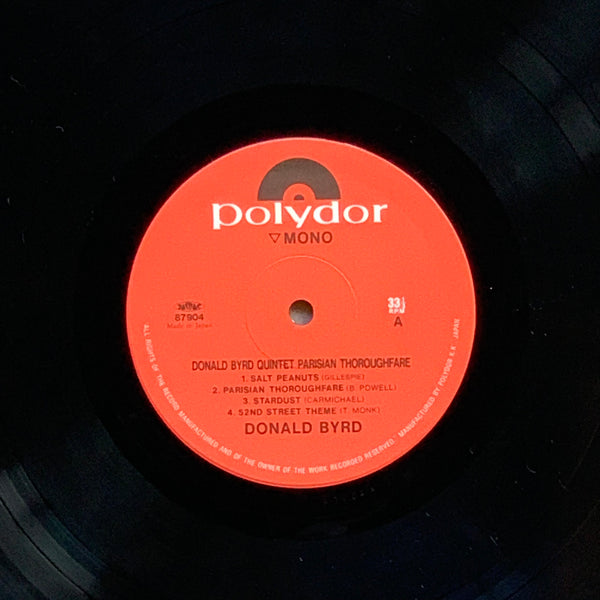 polydor
▽MONO
87904
Made in Japan
33⅓
RPM
A
DONALD BYRD QUINTET PARISIAN THOROUGHFARE
1. SALT PEANUTS (GILLESPIE)
2. PARISIAN THOROUGHFARE (B. POWELL)
3. STARDUST (CARMICHAEL)
4. 52ND STREET THEME (T. MONK)
DONALD BYRD
ALL RIGHTS OF THE RECORD MANUFACTURED AND OF THE OWNER OF THE WORK RECORDED RESERVED. MANUFACTURED BY POLYDOR K.K. JAPAN